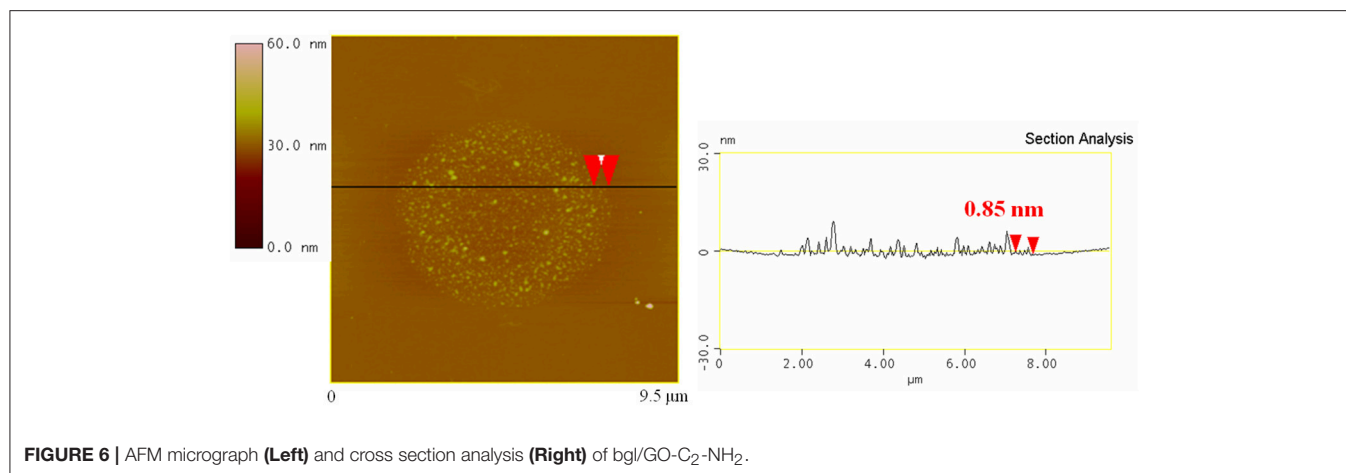 60.0 nm
30.0 nm
0.0 nm
0
9.5 µm
Section Analysis
nm
30.0
0
-30.0
0.85 nm
0
2.00
4.00
6.00
8.00
µm
FIGURE 6 | AFM micrograph (Left) and cross section analysis (Right) of bgl/GO-C₂-NH₂.